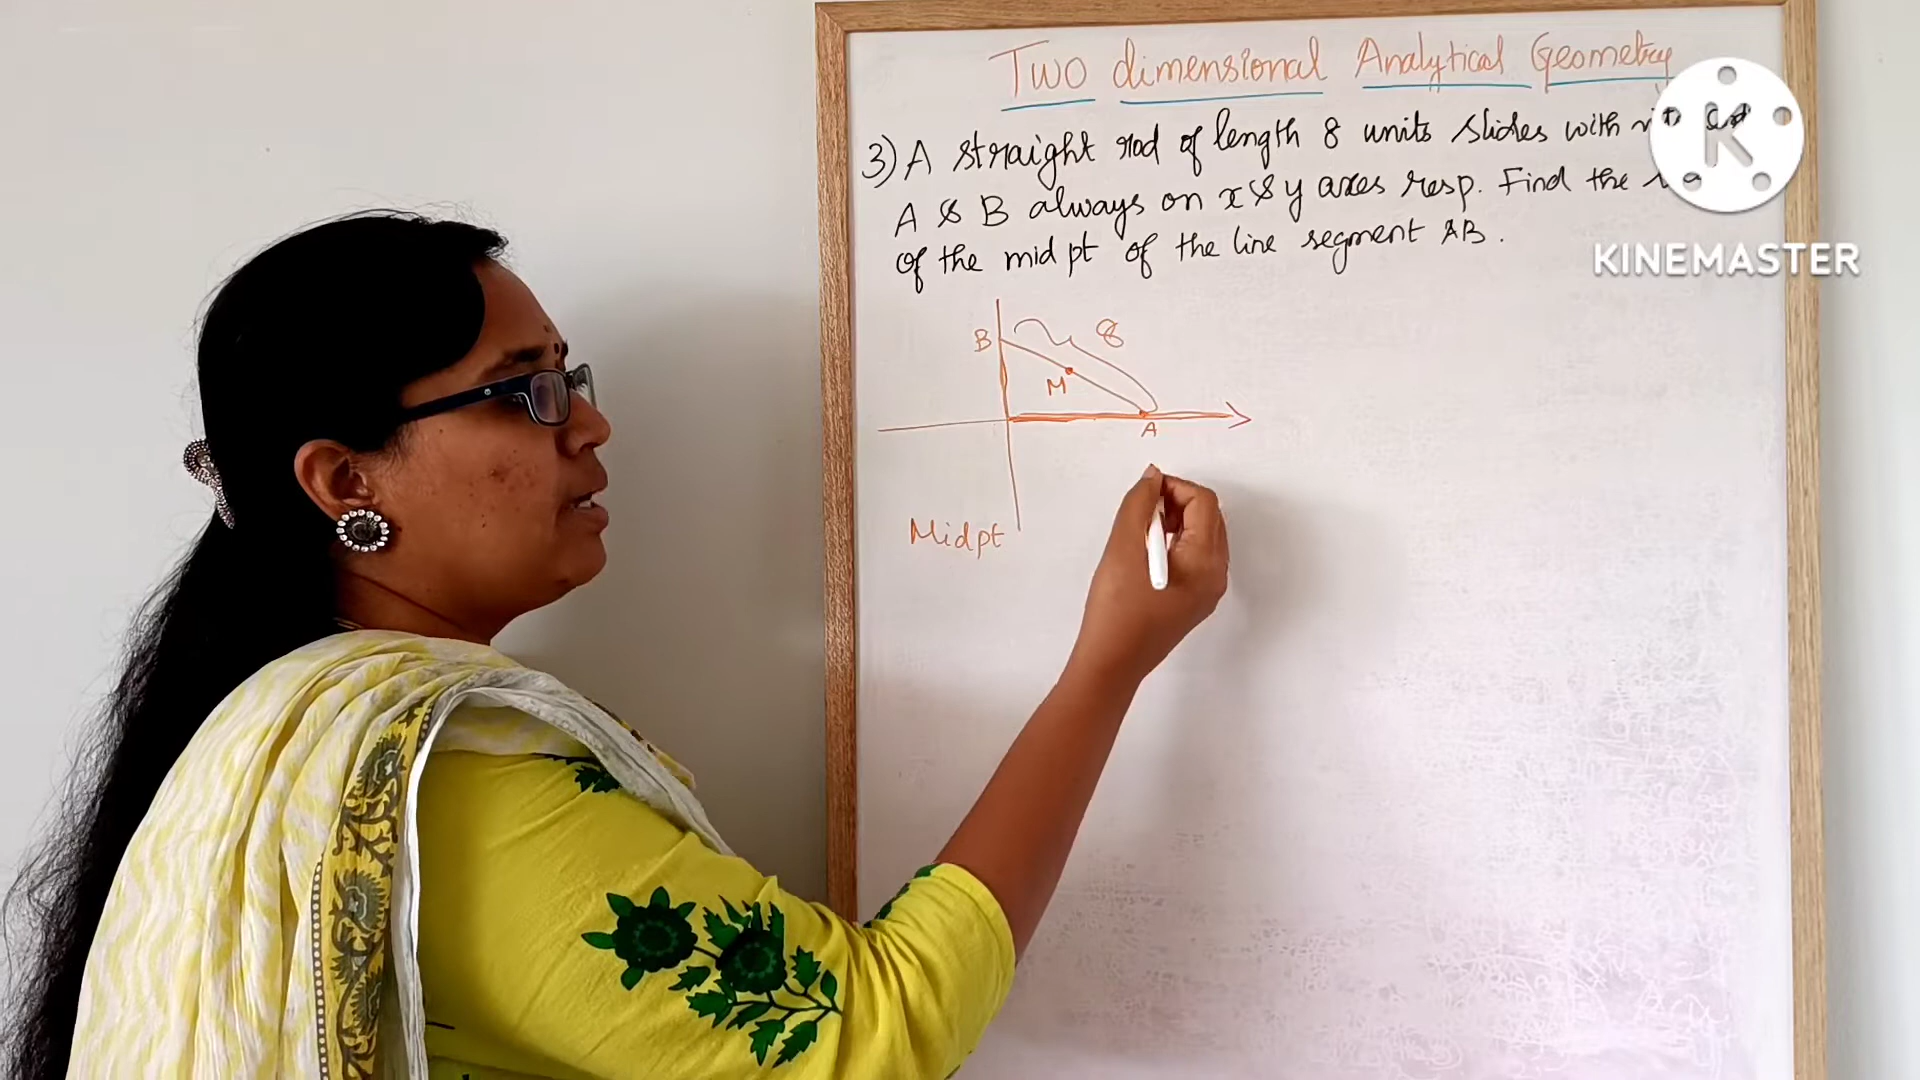 Two dimensional Analytical Geometry
3) A straight rod of length 8 units slides with its
A & B always on x & y axes resp. Find the
of the mid pt of the line segment AB.
B
8
M
A
Midpt
K
KINEMASTER